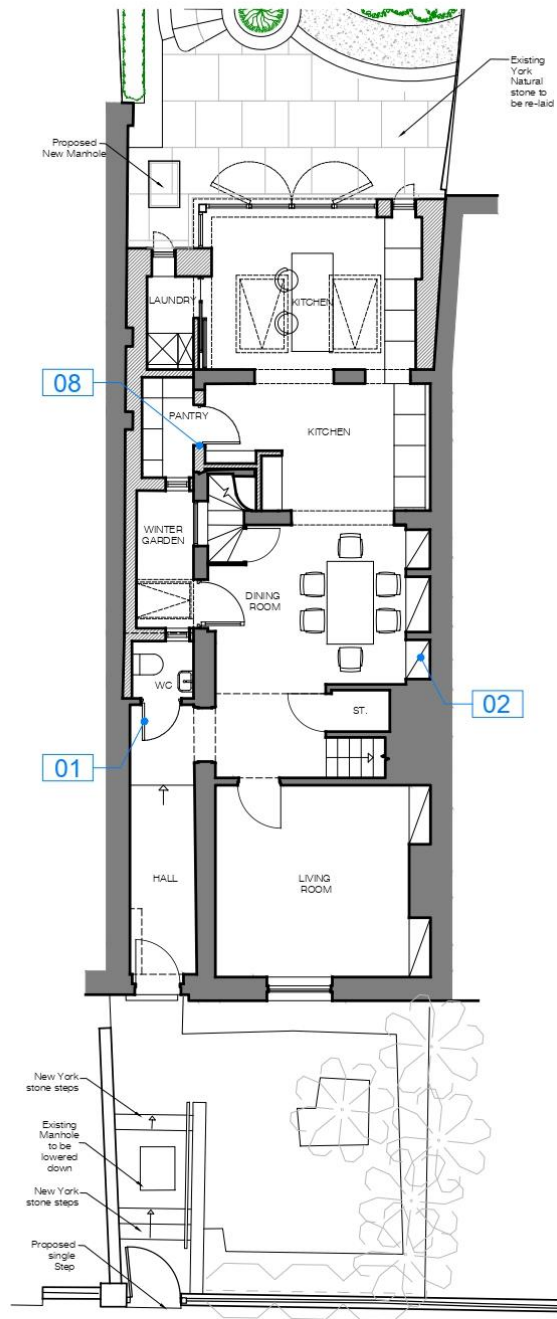 Existing
York
Natural
stone to
be re-laid
Proposed
New Manhole
LAUNDRY
KITCHEN
08
PANTRY
KITCHEN
WINTER
GARDEN
DINING
ROOM
WC
ST.
02
01
HALL
LIVING
ROOM
New York
stone steps
Existing
Manhole
to be
lowered
down
New York
stone steps
Proposed
single
Step